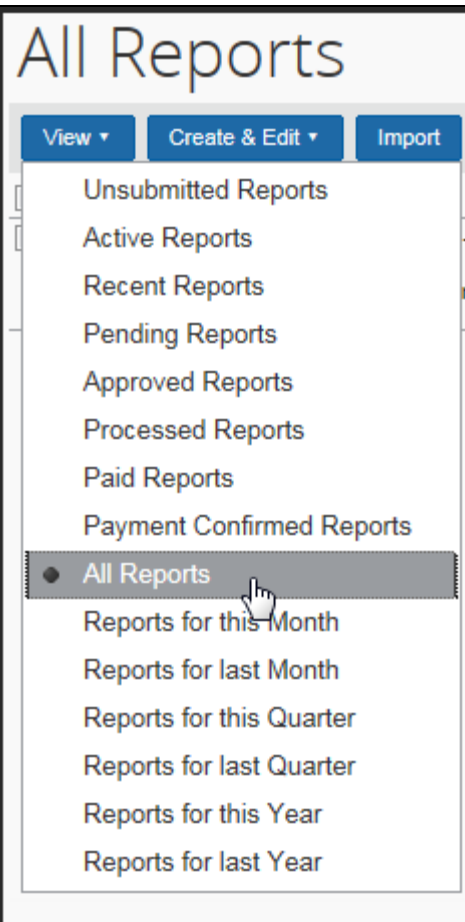 All Reports
View Create & Edit Import
Unsubmitted Reports
Active Reports
Recent Reports
Pending Reports
Approved Reports
Processed Reports
Paid Reports
Payment Confirmed Reports
All Reports
Reports for this Month
Reports for last Month
Reports for this Quarter
Reports for last Quarter
Reports for this Year
Reports for last Year